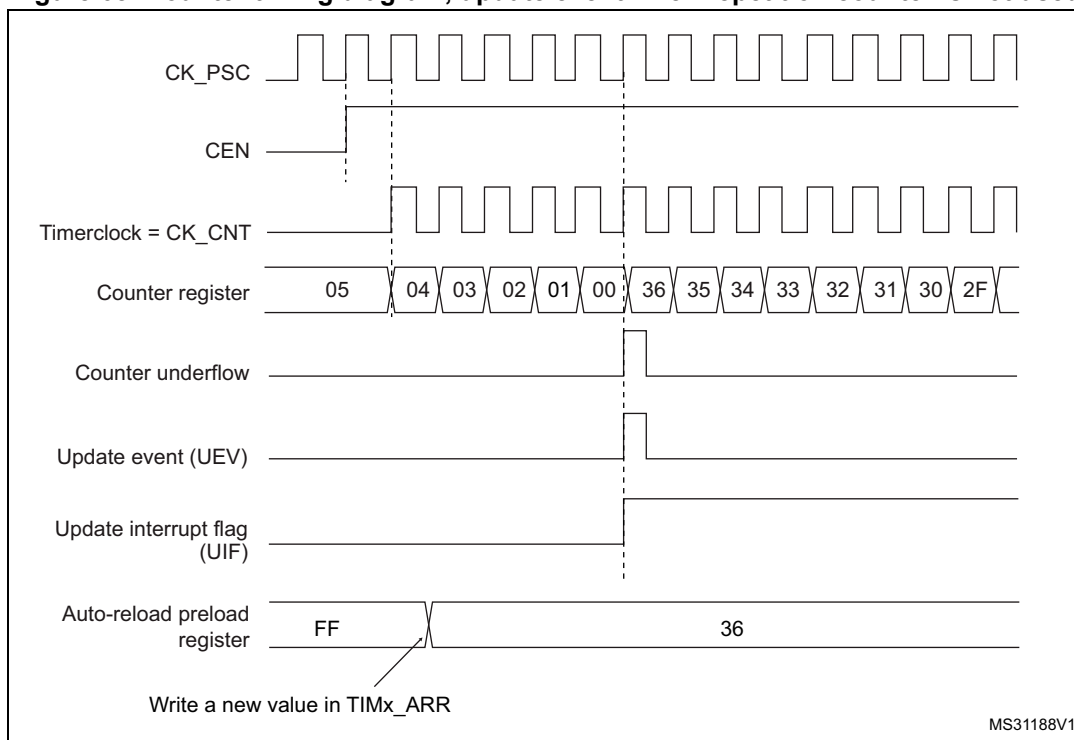 CK_PSC
CEN
Timerclock = CK_CNT
Counter register 05 04 03 02 01 00 36 35 34 33 32 31 30 2F
Counter underflow
Update event (UEV)
Update interrupt flag
(UIF)
Auto-reload preload
register
FF 36
Write a new value in TIMx_ARR
MS31188V1